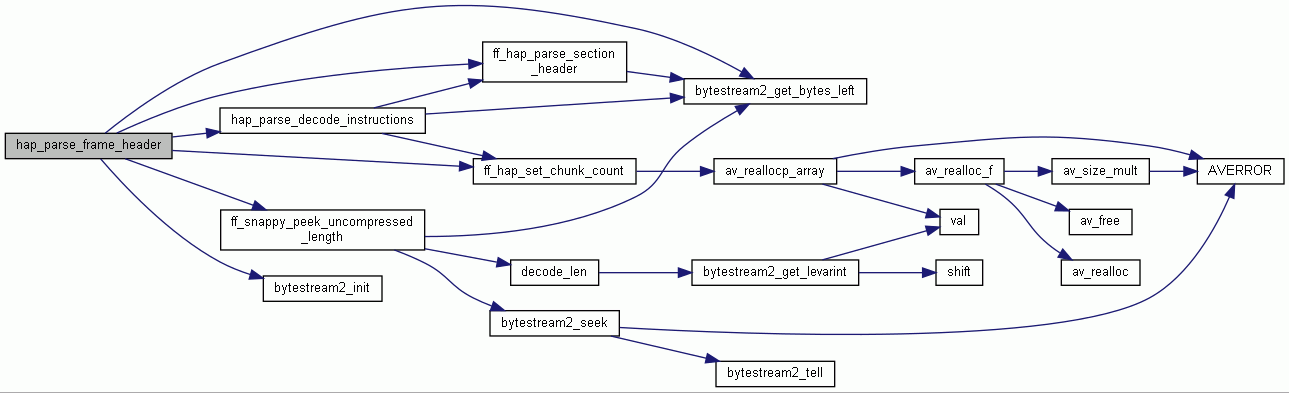 hap_parse_frame_header
ff_hap_parse_section
_header
hap_parse_decode_instructions
ff_snappy_peek_uncompressed
_length
bytestream2_init
bytestream2_get_bytes_left
ff_hap_set_chunk_count
decode_len
bytestream2_seek
av_reallocp_array
bytestream2_get_levarint
bytestream2_tell
av_realloc_f
val
shift
av_size_mult
av_free
av_realloc
AVERROR